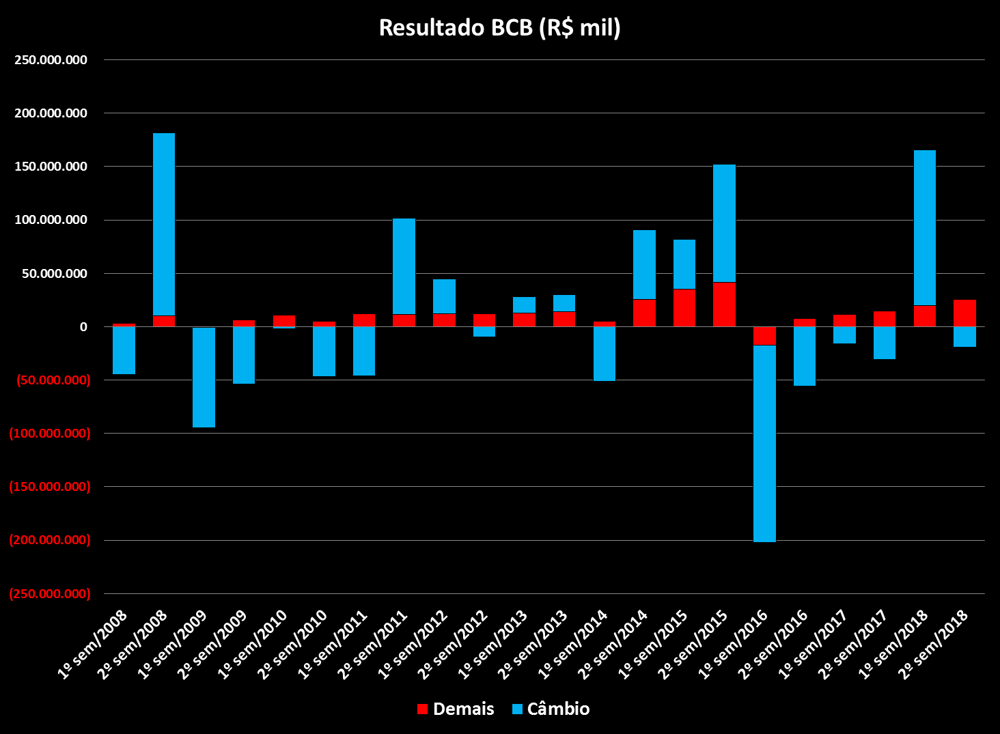 Resultado BCB (R$ mil)
250.000.000
200.000.000
150.000.000
100.000.000
50.000.000
0
(50.000.000)
(100.000.000)
(150.000.000)
(200.000.000)
(250.000.000)
1º sem/2008
2º sem/2008
1º sem/2009
2º sem/2009
1º sem/2010
2º sem/2010
1º sem/2011
2º sem/2011
1º sem/2012
2º sem/2012
1º sem/2013
2º sem/2013
1º sem/2014
2º sem/2014
1º sem/2015
2º sem/2015
1º sem/2016
2º sem/2016
1º sem/2017
2º sem/2017
1º sem/2018
2º sem/2018
Demais Câmbio